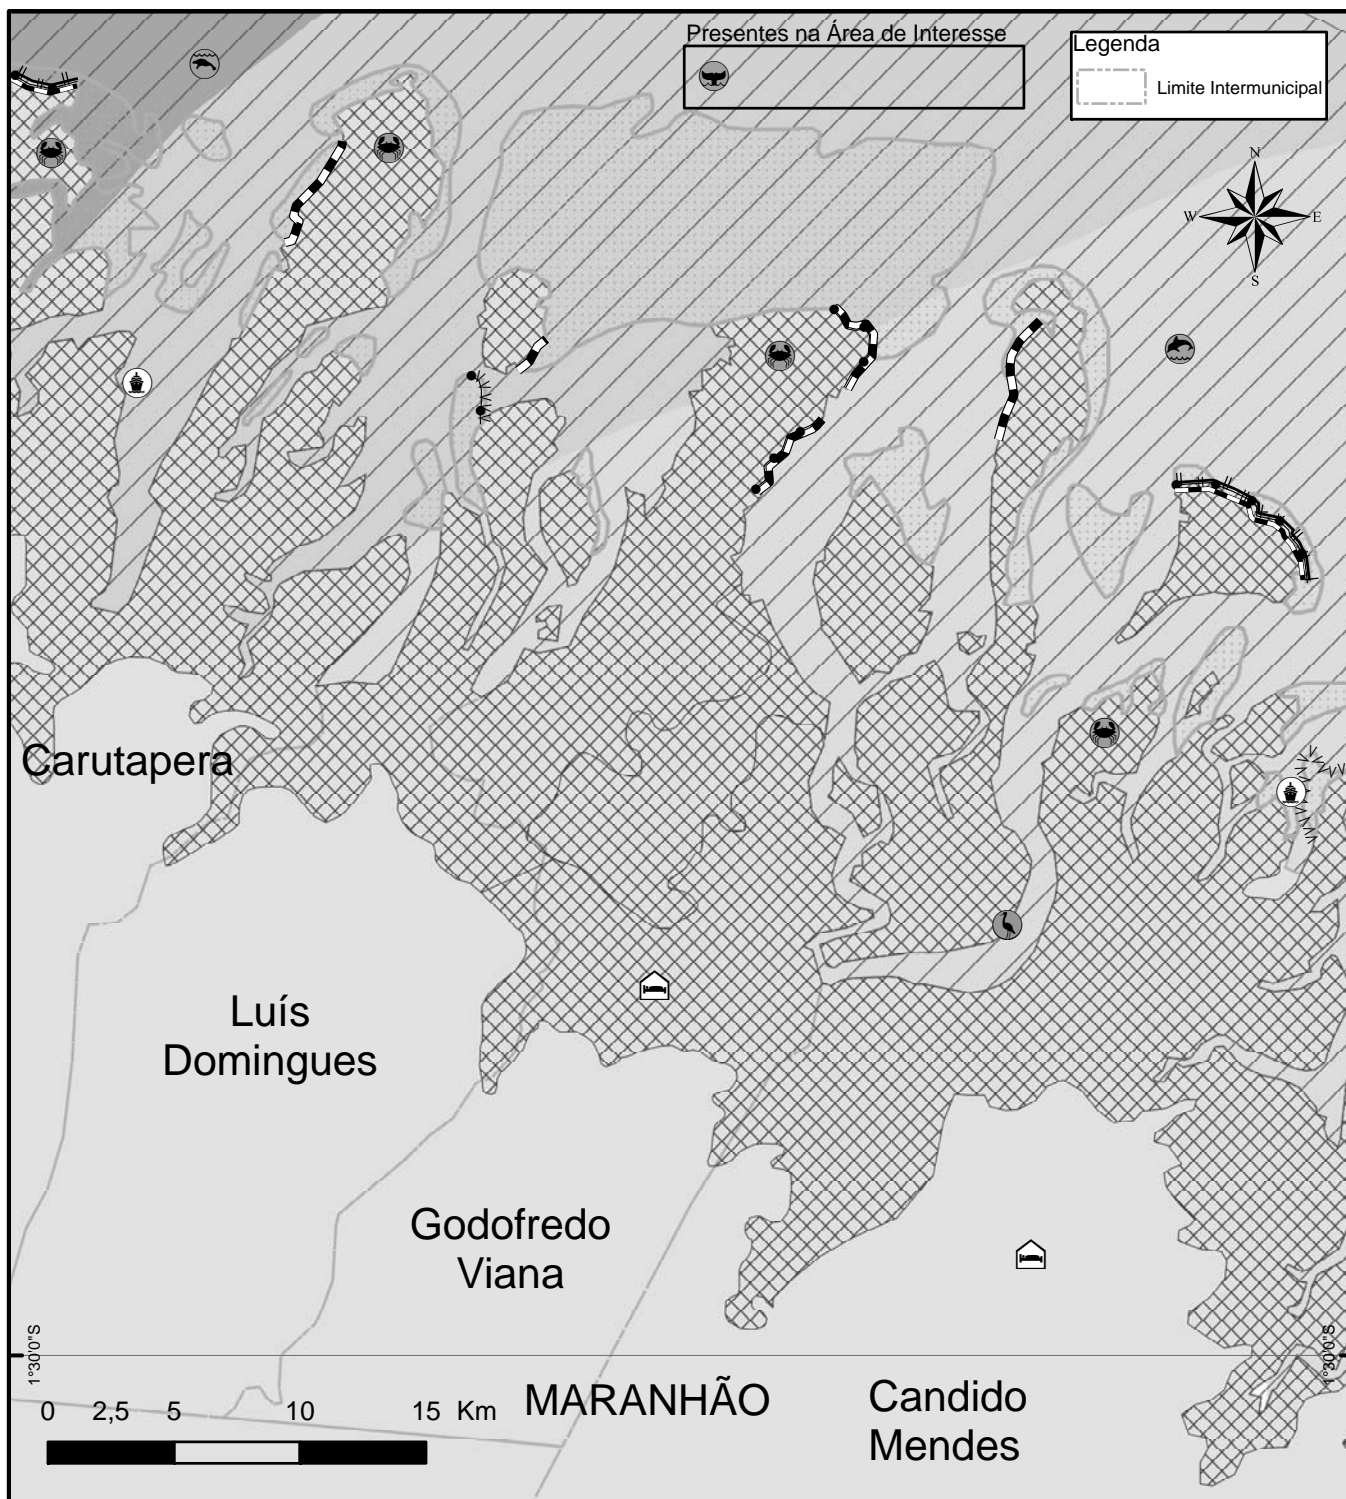 Presentes na Área de Interesse
Legenda
Limite Intermunicipal
N
W
E
S
Carutapera
Luís
Domingues
Godofredo
Viana
1°30'0"S
1°30'0"S
MARANHÃO
Candido
Mendes
0 2,5 5 10 15 Km